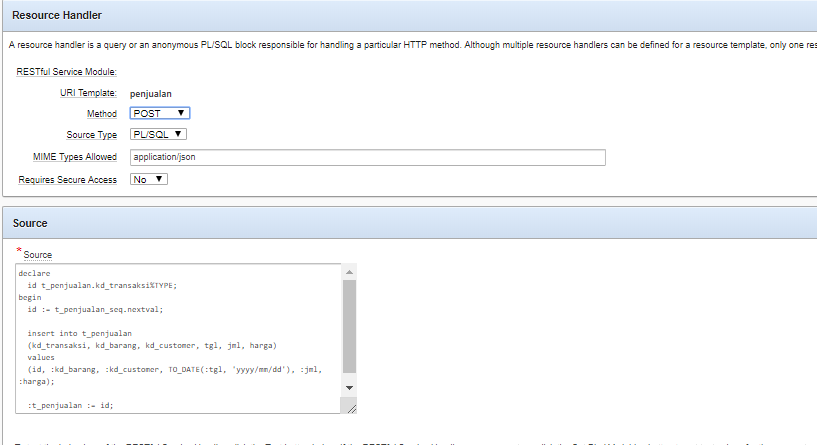 Resource Handler
A resource handler is a query or an anonymous PL/SQL block responsible for handling a particular HTTP method. Although multiple resource handlers can be defined for a resource template, only one res
RESTful Service Module:
URI Template: penjualan
Method POST
Source Type PL/SQL
MIME Types Allowed application/json
Requires Secure Access No
Source
* Source
declare
id t_penjualan.kd_transaksi%TYPE;
begin
id := t_penjualan_seq.nextval;
insert into t_penjualan
(kd_transaksi, kd_barang, kd_customer, tgl, jml, harga)
values
(id, :kd_barang, :kd_customer, TO_DATE(:tgl, 'yyyy/mm/dd'), :jml,
:harga);
:t_penjualan := id;